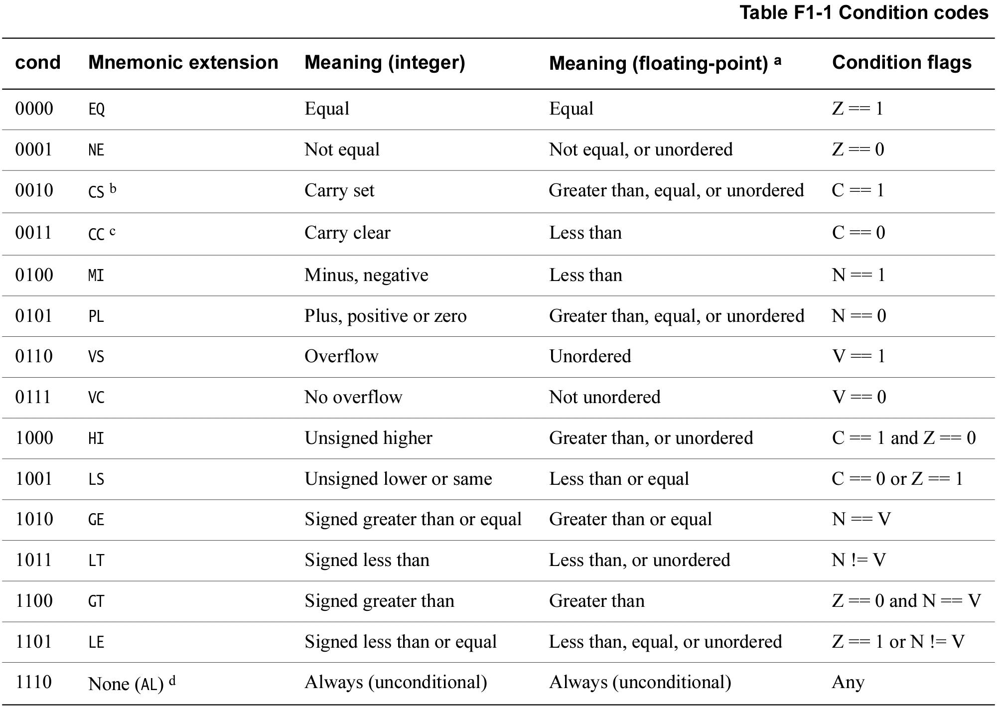 Table F1-1 Condition codes
cond Mnemonic extension Meaning (integer) Meaning (floating-point) a Condition flags
0000 EQ Equal Equal Z == 1
0001 NE Not equal Not equal, or unordered Z == 0
0010 CS b Carry set Greater than, equal, or unordered C == 1
0011 CC c Carry clear Less than C == 0
0100 MI Minus, negative Less than N == 1
0101 PL Plus, positive or zero Greater than, equal, or unordered N == 0
0110 VS Overflow Unordered V == 1
0111 VC No overflow Not unordered V == 0
1000 HI Unsigned higher Greater than, or unordered C == 1 and Z == 0
1001 LS Unsigned lower or same Less than or equal C == 0 or Z == 1
1010 GE Signed greater than or equal Greater than or equal N == V
1011 LT Signed less than Less than, or unordered N != V
1100 GT Signed greater than Greater than Z == 0 and N == V
1101 LE Signed less than or equal Less than, equal, or unordered Z == 1 or N != V
1110 None (AL) d Always (unconditional) Always (unconditional) Any